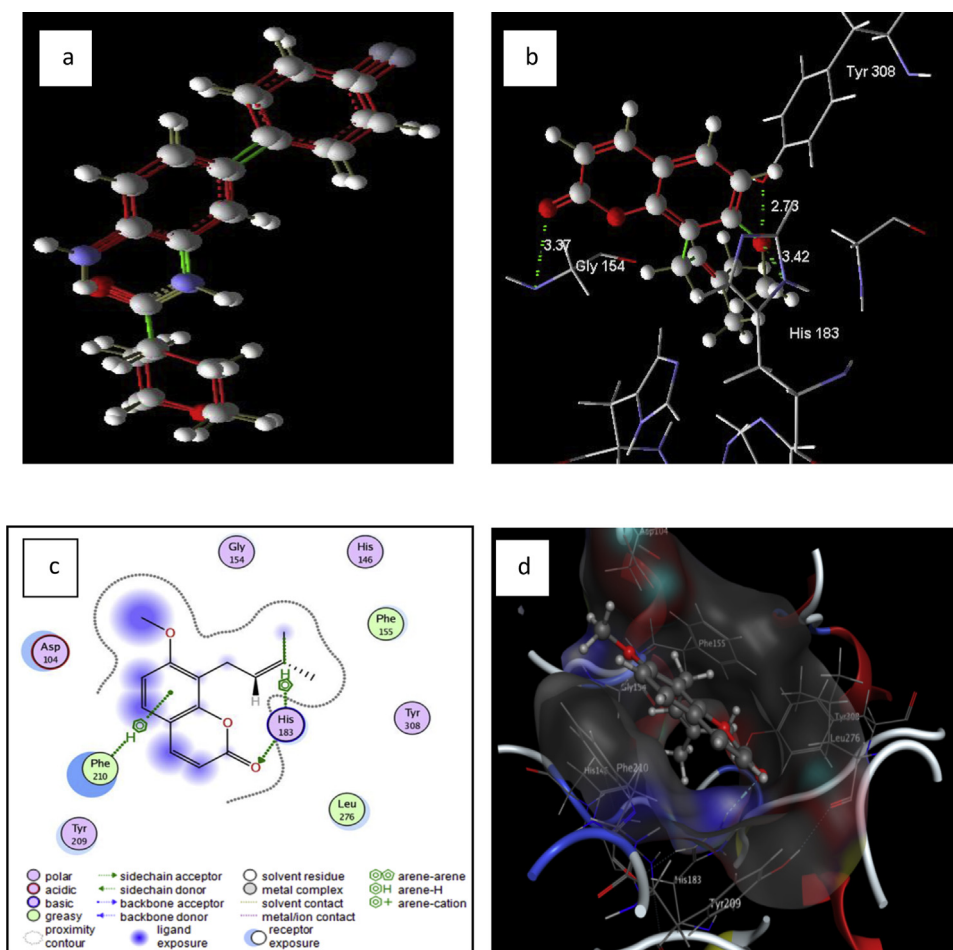 a
b
Tyr 308
2.73
3.37
3.42
Gly 154
His 183
c
Gly
154
His
146
Phe
155
Asp
104
O
H
H
His
183
Tyr
308
O
H
Phe
210
O
Leu
276
Tyr
209
polar
acidic
basic
greasy
proximity
contour
sidechain acceptor
sidechain donor
backbone acceptor
backbone donor
ligand
exposure
solvent residue
metal complex
solvent contact
metal/ion contact
receptor
exposure
arene-arene
H arene-H
+ arene-cation
d
Asp104
Phe155
Gly154
Tyr308
Leu276
Phe210
His183
Tyr209